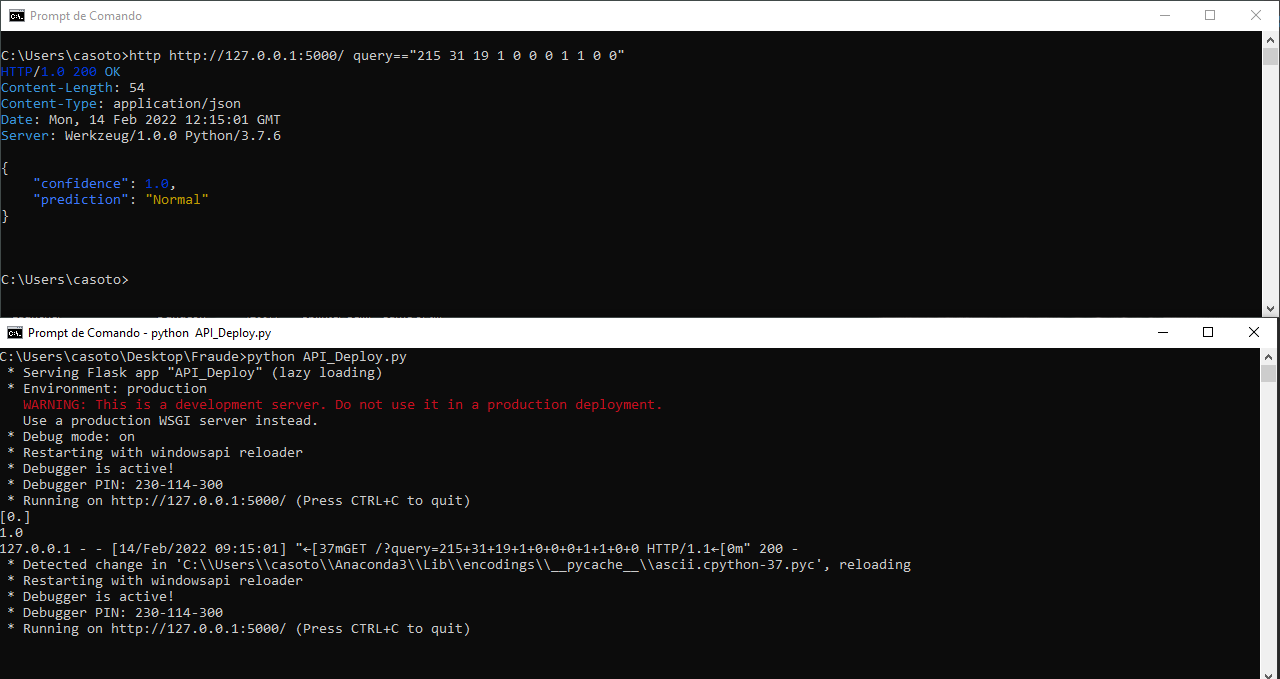 Prompt de Comando
C:\Users\casoto>http http://127.0.0.1:5000/ query=="215 31 19 1 0 0 0 1 1 0 0"
HTTP/1.0 200 OK
Content-Length: 54
Content-Type: application/json
Date: Mon, 14 Feb 2022 12:15:01 GMT
Server: Werkzeug/1.0.0 Python/3.7.6
{
    "confidence": 1.0,
    "prediction": "Normal"
}
C:\Users\casoto>
Prompt de Comando - python  API_Deploy.py
C:\Users\casoto\Desktop\Fraude>python API_Deploy.py
 * Serving Flask app "API_Deploy" (lazy loading)
 * Environment: production
   WARNING: This is a development server. Do not use it in a production deployment.
   Use a production WSGI server instead.
 * Debug mode: on
 * Restarting with windowsapi reloader
 * Debugger is active!
 * Debugger PIN: 230-114-300
 * Running on http://127.0.0.1:5000/ (Press CTRL+C to quit)
[0.]
1.0
127.0.0.1 - - [14/Feb/2022 09:15:01] "←[37mGET /?query=215+31+19+1+0+0+0+1+1+0+0 HTTP/1.1←[0m" 200 -
 * Detected change in 'C:\\Users\\casoto\\Anaconda3\\Lib\\encodings\\__pycache__\\ascii.cpython-37.pyc', reloading
 * Restarting with windowsapi reloader
 * Debugger is active!
 * Debugger PIN: 230-114-300
 * Running on http://127.0.0.1:5000/ (Press CTRL+C to quit)